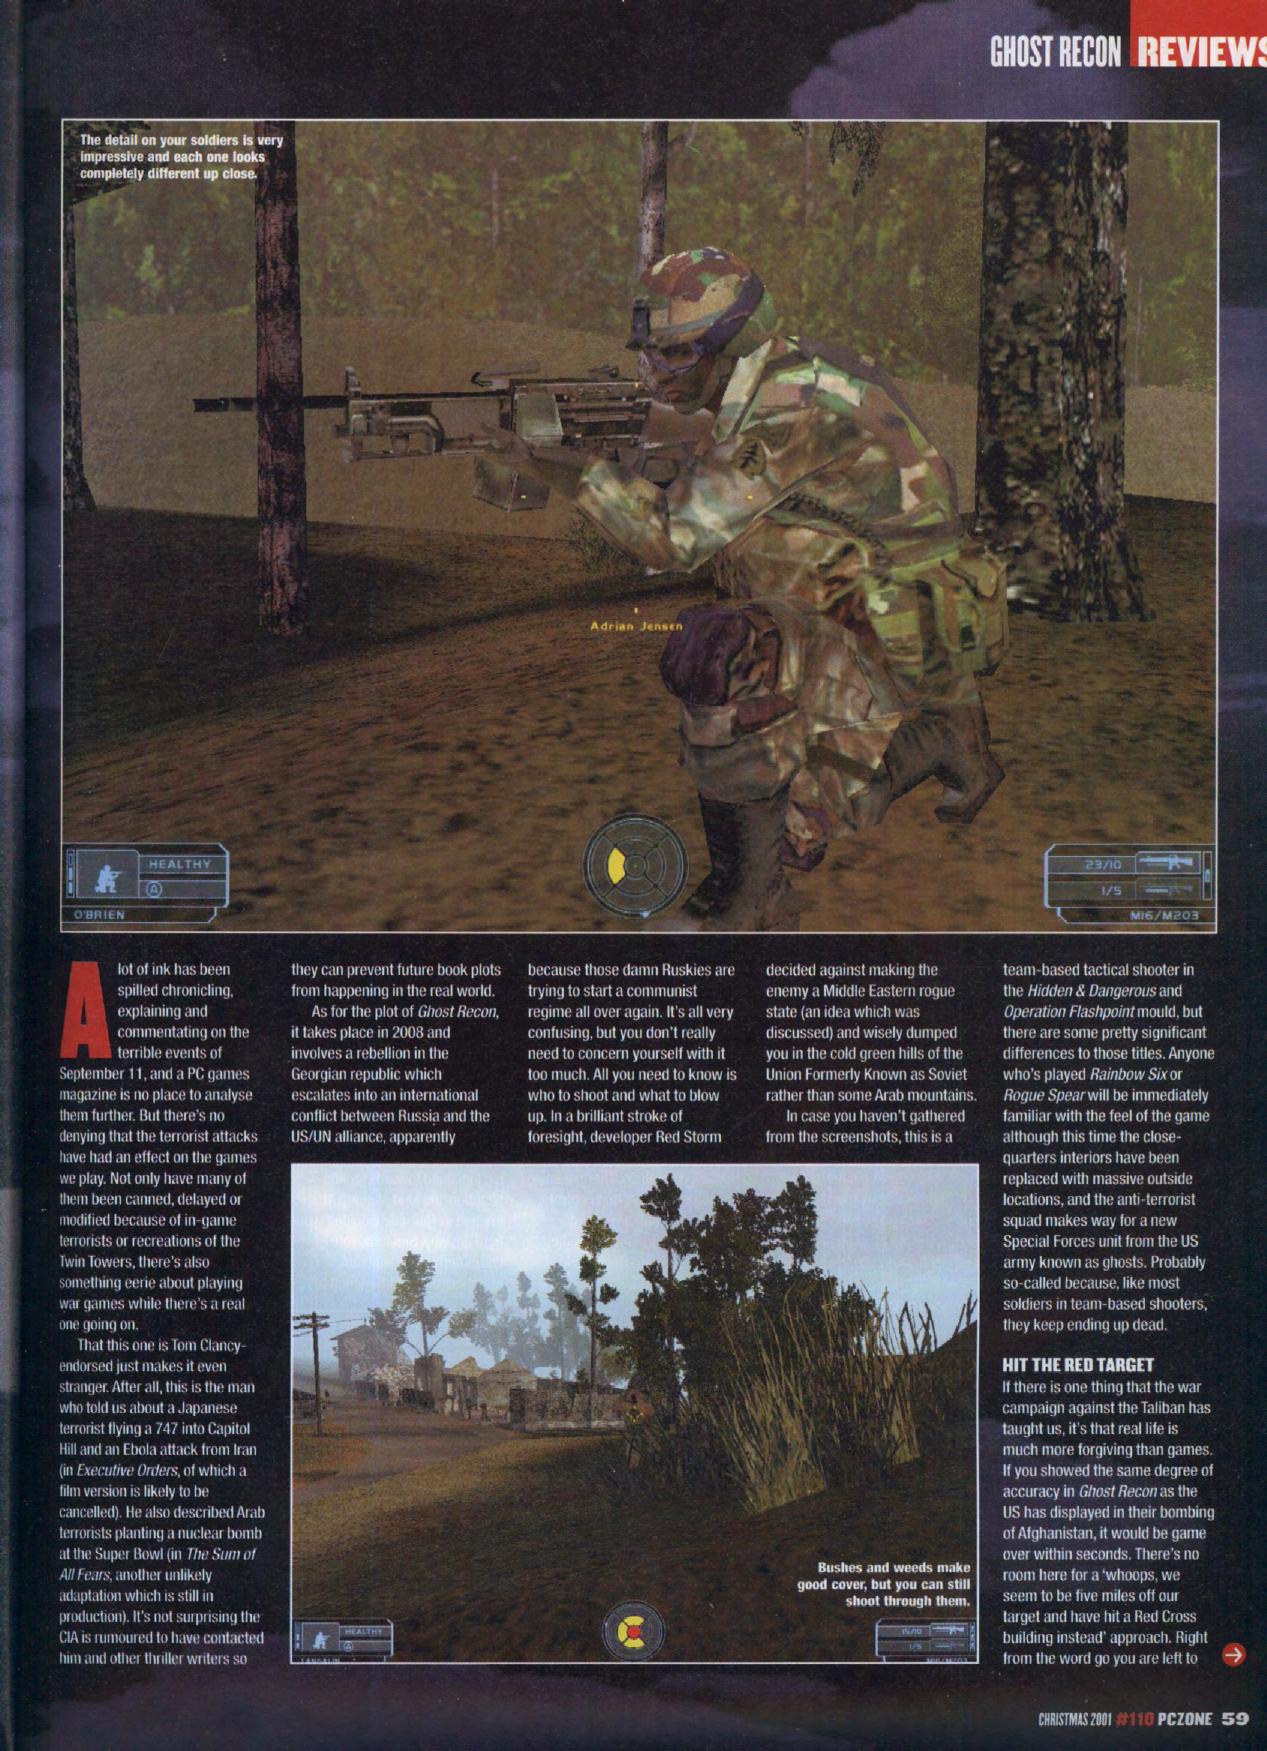 GHOST RECON REVIEWS
The detail on your soldiers is very
impressive and each one looks
completely different up close.
Adrian Jensen
HEALTHY
A
O'BRIEN
23/10
1/5
M16/M203
A lot of ink has been
spilled chronicling,
explaining and
commentating on the
terrible events of
September 11, and a PC games
magazine is no place to analyse
them further. But there's no
denying that the terrorist attacks
have had an effect on the games
we play. Not only have many of
them been canned, delayed or
modified because of in-game
terrorists or recreations of the
Twin Towers, there's also
something eerie about playing
war games while there's a real
one going on.
That this one is Tom Clancy-
endorsed just makes it even
stranger. After all, this is the man
who told us about a Japanese
terrorist flying a 747 into Capitol
Hill and an Ebola attack from Iran
(in Executive Orders, of which a
film version is likely to be
cancelled). He also described Arab
terrorists planting a nuclear bomb
at the Super Bowl (in The Sum of
All Fears, another unlikely
adaptation which is still in
production). It's not surprising the
CIA is rumoured to have contacted
him and other thriller writers so
they can prevent future book plots
from happening in the real world.
As for the plot of Ghost Recon,
it takes place in 2008 and
involves a rebellion in the
Georgian republic which
escalates into an international
conflict between Russia and the
US/UN alliance, apparently
because those damn Ruskies are
trying to start a communist
regime all over again. It's all very
confusing, but you don't really
need to concern yourself with it
too much. All you need to know is
who to shoot and what to blow
up. In a brilliant stroke of
foresight, developer Red Storm
decided against making the
enemy a Middle Eastern rogue
state (an idea which was
discussed) and wisely dumped
you in the cold green hills of the
Union Formerly Known as Soviet
rather than some Arab mountains.
In case you haven't gathered
from the screenshots, this is a
team-based tactical shooter in
the Hidden & Dangerous and
Operation Flashpoint mould, but
there are some pretty significant
differences to those titles. Anyone
who's played Rainbow Six or
Rogue Spear will be immediately
familiar with the feel of the game
although this time the close-
quarters interiors have been
replaced with massive outside
locations, and the anti-terrorist
squad makes way for a new
Special Forces unit from the US
army known as ghosts. Probably
so-called because, like most
soldiers in team-based shooters,
they keep ending up dead.
HIT THE RED TARGET
If there is one thing that the war
campaign against the Taliban has
taught us, it's that real life is
much more forgiving than games.
If you showed the same degree of
accuracy in Ghost Recon as the
US has displayed in their bombing
of Afghanistan, it would be game
over within seconds. There's no
room here for a 'whoops, we
seem to be five miles off our
target and have hit a Red Cross
building instead' approach. Right
from the word go you are left to
Bushes and weeds make
good cover, but you can still
shoot through them.
HEALTHY
A
1/5
CHRISTMAS 2001 #110 PCZONE 59